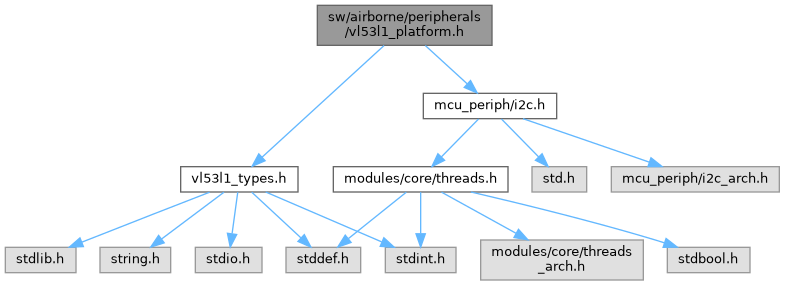 sw/airborne/peripherals
/vl53l1_platform.h
mcu_periph/i2c.h
vl53l1_types.h
modules/core/threads.h
std.h
mcu_periph/i2c_arch.h
stdlib.h
string.h
stdio.h
stddef.h
stdint.h
modules/core/threads
_arch.h
stdbool.h